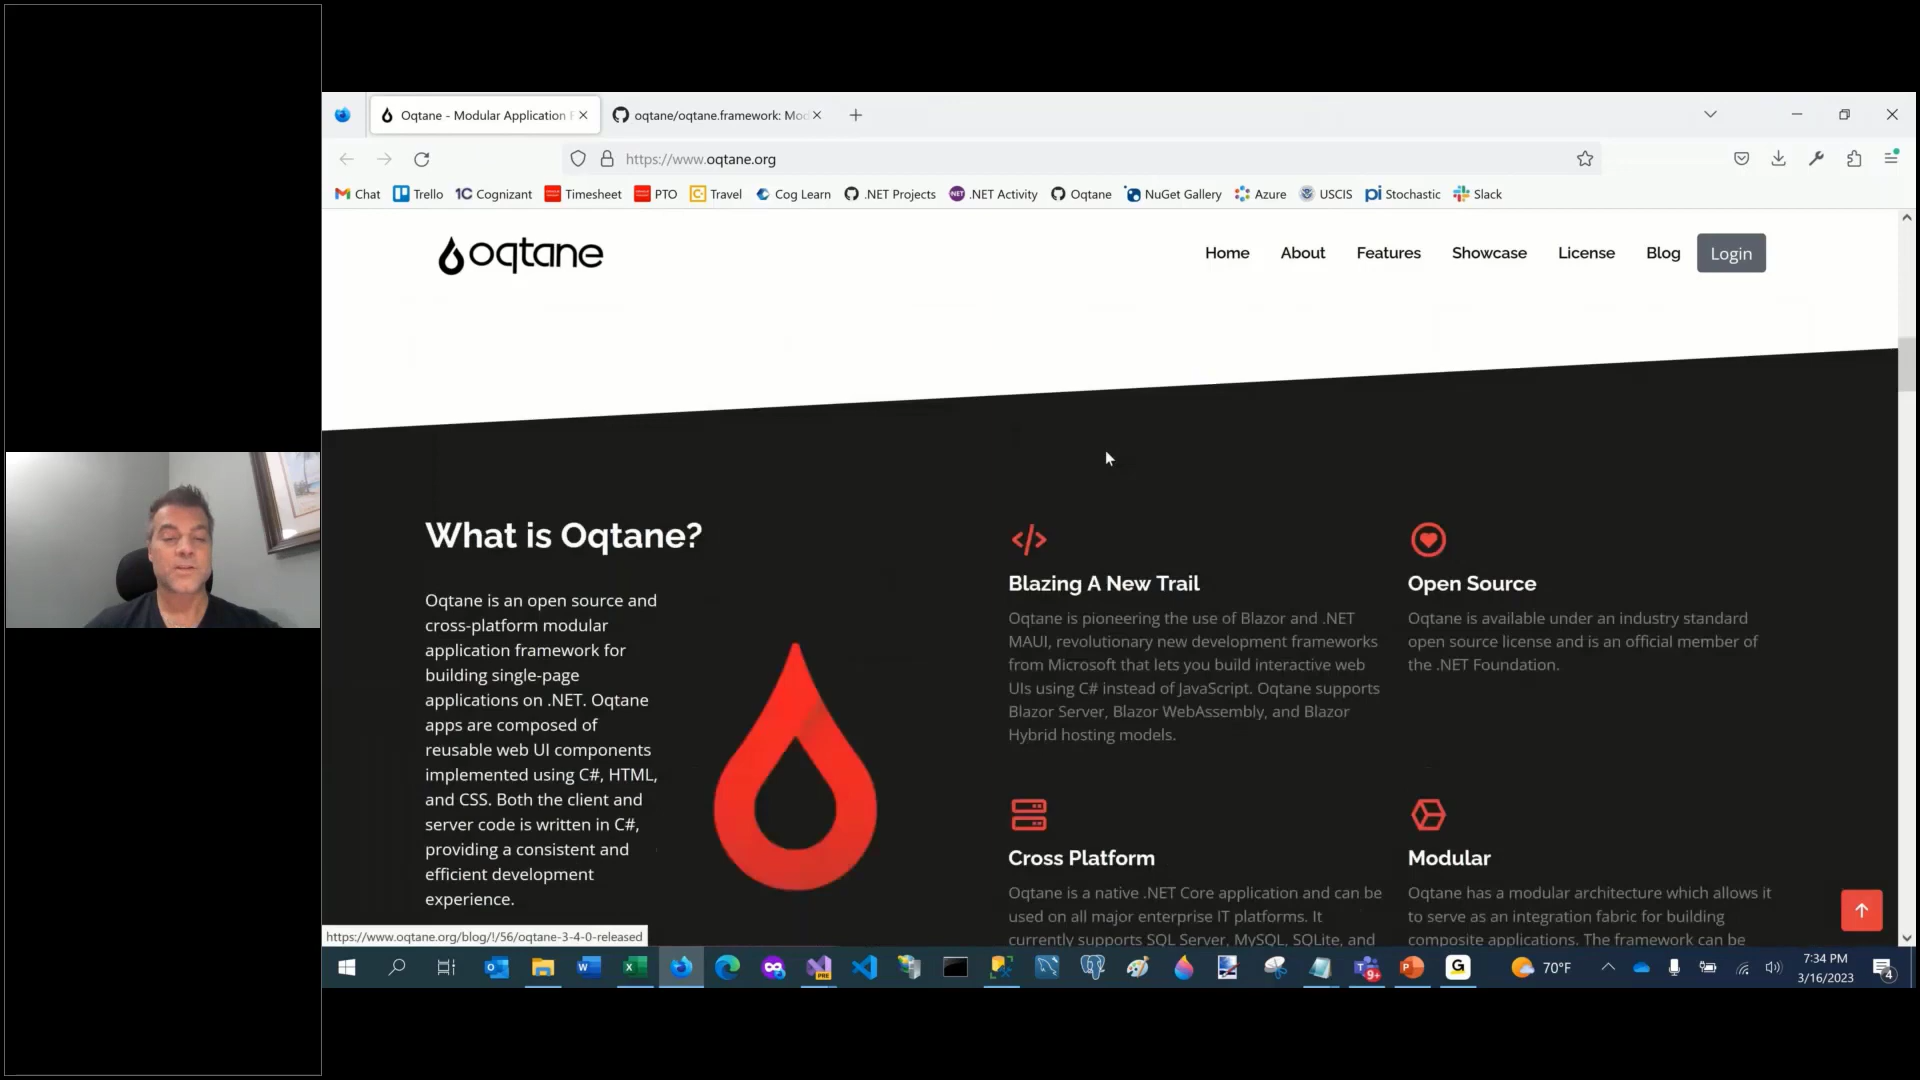 Oqtane - Modular Application F
oqtane/oqtane.framework: Mod
https://www.oqtane.org
Chat Trello 1C Cognizant Timesheet PTO Travel Cog Learn .NET Projects NET .NET Activity Oqtane NuGet Gallery Azure USCIS pi Stochastic Slack
oqtane
Home About Features Showcase License Blog Login
What is Oqtane?
Oqtane is an open source and
cross-platform modular
application framework for
building single-page
applications on .NET. Oqtane
apps are composed of
reusable web UI components
implemented using C#, HTML,
and CSS. Both the client and
server code is written in C#,
providing a consistent and
efficient development
experience.
Blazing A New Trail
Oqtane is pioneering the use of Blazor and .NET
MAUI, revolutionary new development frameworks
from Microsoft that lets you build interactive web
UIs using C# instead of JavaScript. Oqtane supports
Blazor Server, Blazor WebAssembly, and Blazor
Hybrid hosting models.
Open Source
Oqtane is available under an industry standard
open source license and is an official member of
the .NET Foundation.
Cross Platform
Oqtane is a native .NET Core application and can be
used on all major enterprise IT platforms. It
currently supports SQL Server, MySQL, SQLite, and
Modular
Oqtane has a modular architecture which allows it
to serve as an integration fabric for building
composite applications. The framework can be
https://www.oqtane.org/blog/!/56/oqtane-3-4-0-released
PRE
9+
G
70°F
7:34 PM
3/16/2023
4